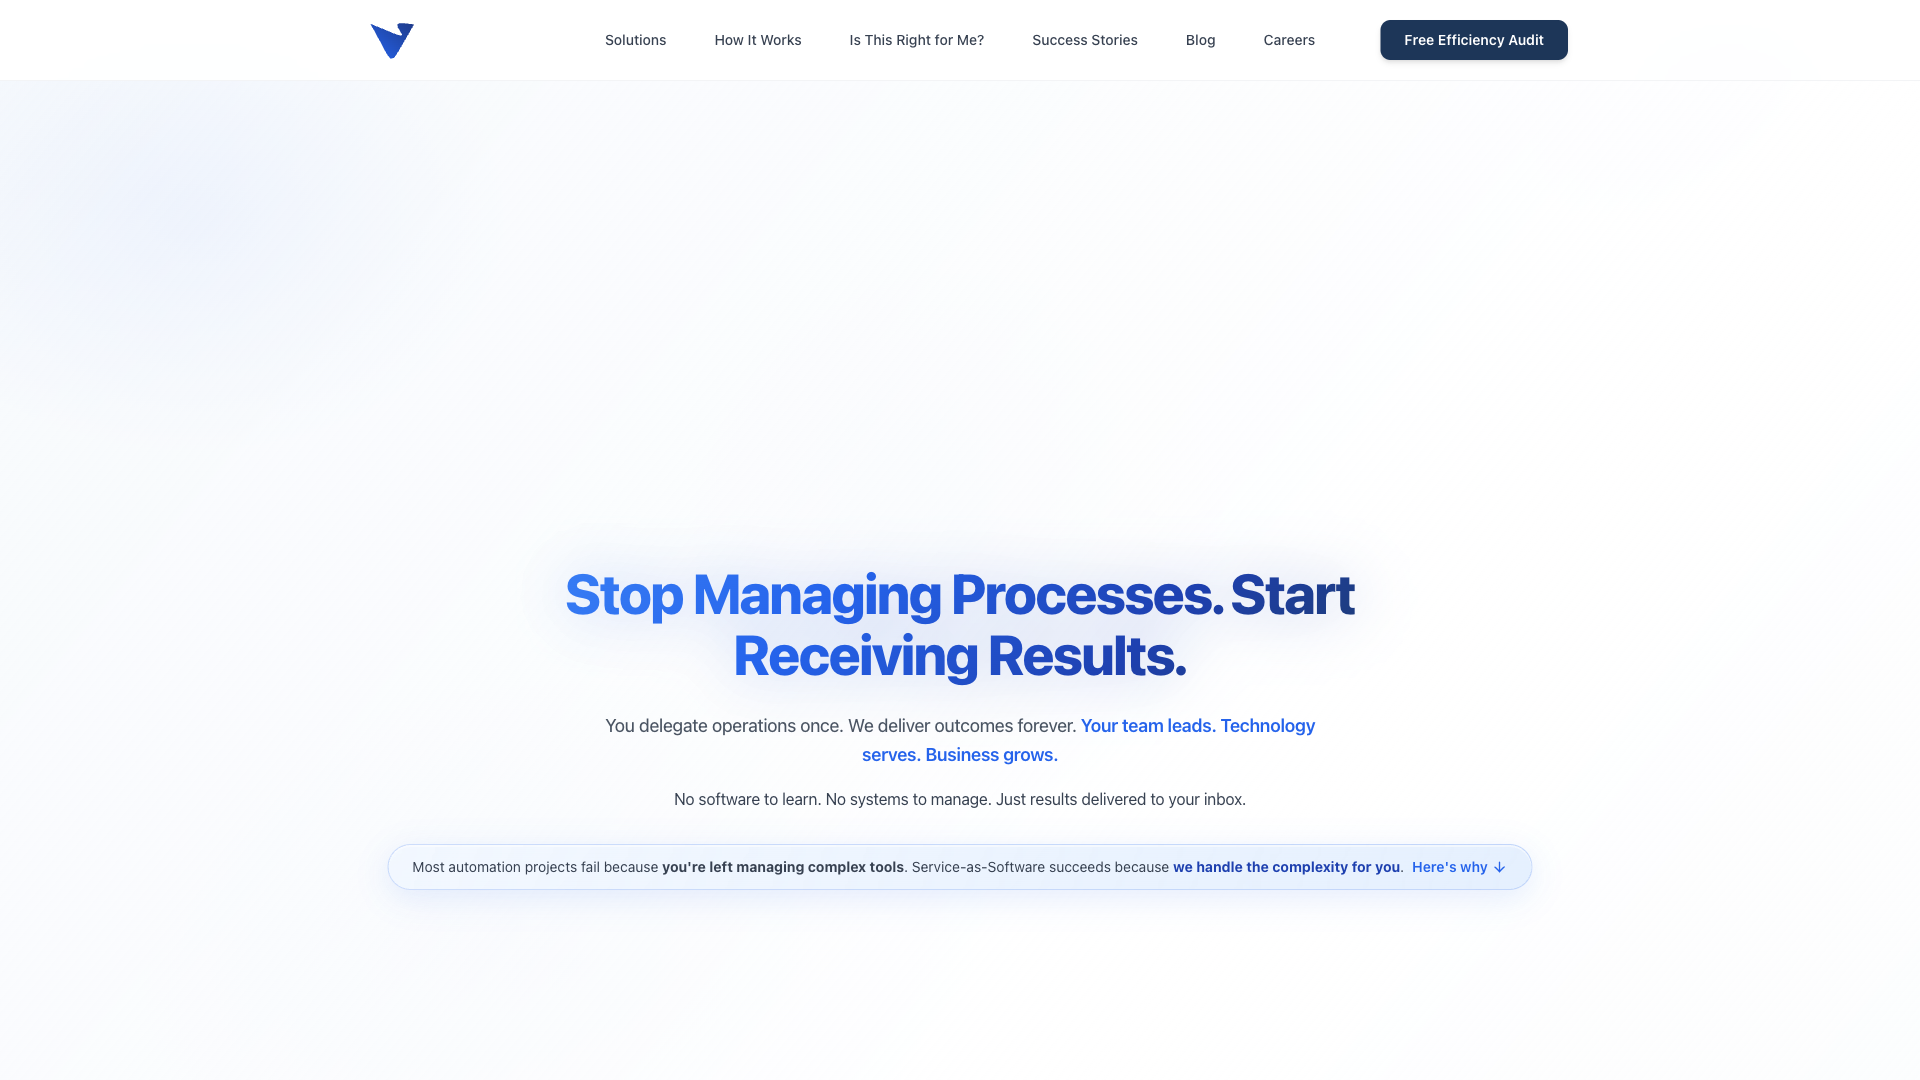 Solutions
How It Works
Is This Right for Me?
Success Stories
Blog
Careers
Free Efficiency Audit
Stop Managing Processes. Start
Receiving Results.
You delegate operations once. We deliver outcomes forever. Your team leads. Technology
serves. Business grows.
No software to learn. No systems to manage. Just results delivered to your inbox.
Most automation projects fail because you're left managing complex tools. Service-as-Software succeeds because we handle the complexity for you. Here's why ↓